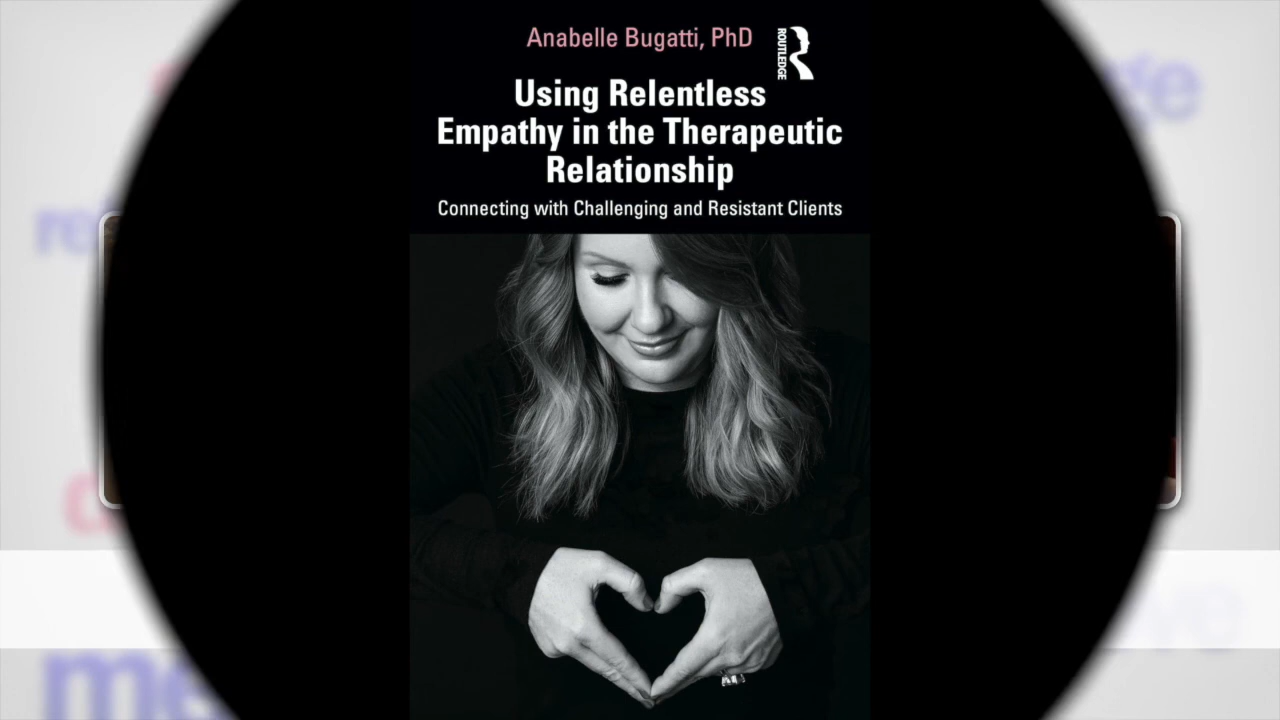 Anabelle Bugatti, PhD
ROUTLEDGE
Using Relentless
Empathy in the Therapeutic
Relationship
Connecting with Challenging and Resistant Clients